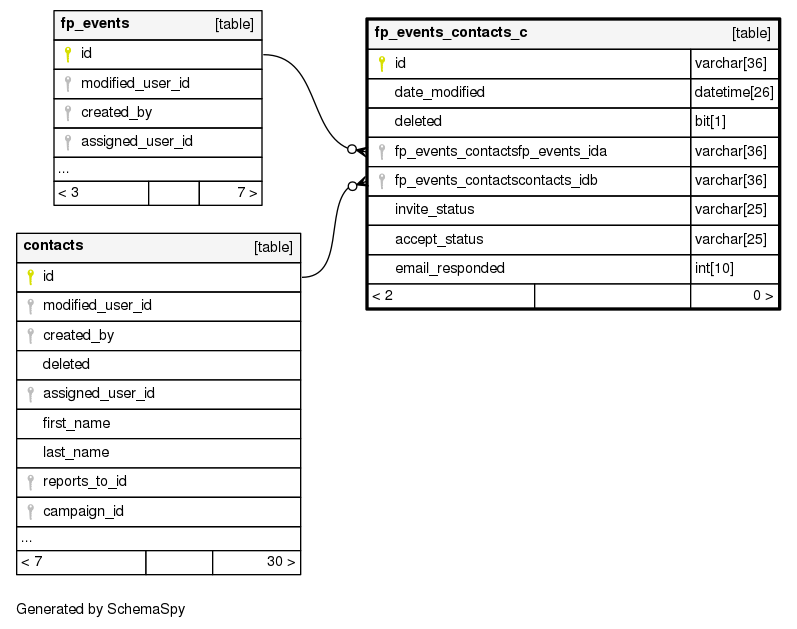 fp_events [table]
id
modified_user_id
created_by
assigned_user_id
...
< 3 7 >
fp_events_contacts_c [table]
id varchar[36]
date_modified datetime[26]
deleted bit[1]
fp_events_contactsfp_events_ida varchar[36]
fp_events_contactscontacts_idb varchar[36]
invite_status varchar[25]
accept_status varchar[25]
email_responded int[10]
< 2 0 >
contacts [table]
id
modified_user_id
created_by
deleted
assigned_user_id
first_name
last_name
reports_to_id
campaign_id
...
< 7 30 >
Generated by SchemaSpy